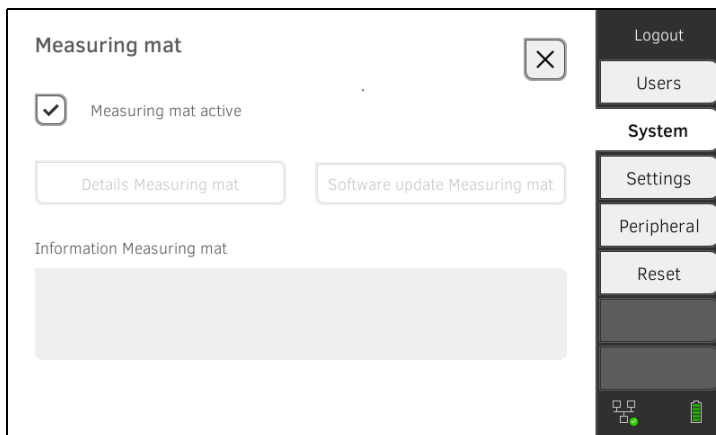 Measuring mat
Measuring mat active
Details Measuring mat
Software update Measuring mat
Information Measuring mat
Logout
Users
System
Settings
Peripheral
Reset